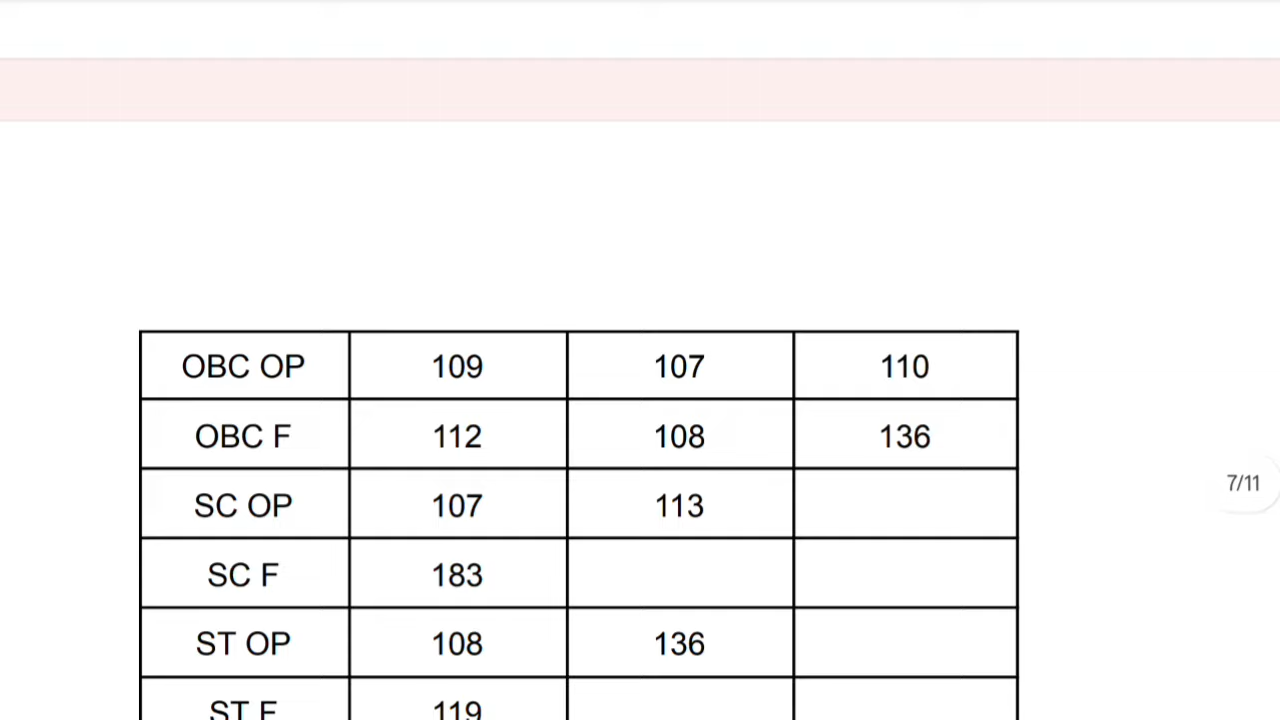 OBC OP 109 107 110
OBC F 112 108 136
SC OP 107 113
7/11
SC F 183
ST OP 108 136
ST F 119